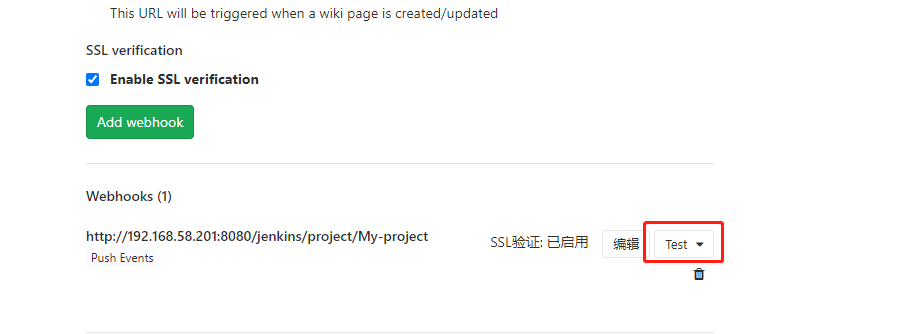 This URL will be triggered when a wiki page is created/updated
SSL verification
Enable SSL verification
Add webhook
Webhooks (1)
http://192.168.58.201:8080/jenkins/project/My-project
SSL验证: 已启用 编辑 Test
Push Events